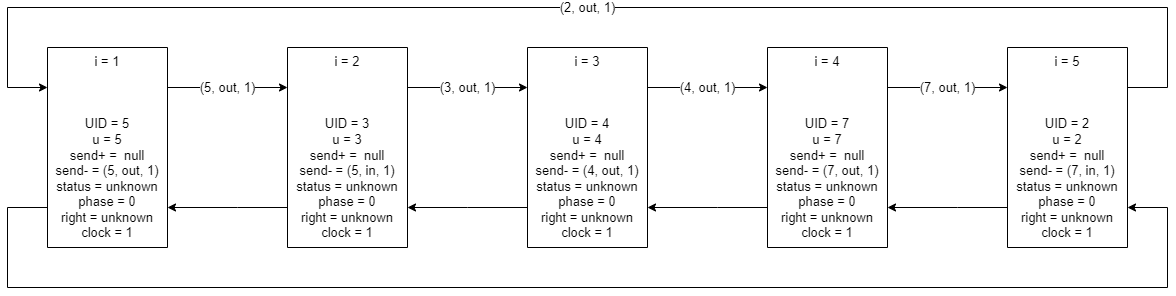 (2, out, 1)
i = 1
i = 2
i = 3
i = 4
i = 5
(5, out, 1)
(3, out, 1)
(4, out, 1)
(7, out, 1)
UID = 5
u = 5
send+ = null
send- = (5, out, 1)
status = unknown
phase = 0
right = unknown
clock = 1
UID = 3
u = 3
send+ = null
send- = (5, in, 1)
status = unknown
phase = 0
right = unknown
clock = 1
UID = 4
u = 4
send+ = null
send- = (4, out, 1)
status = unknown
phase = 0
right = unknown
clock = 1
UID = 7
u = 7
send+ = null
send- = (7, out, 1)
status = unknown
phase = 0
right = unknown
clock = 1
UID = 2
u = 2
send+ = null
send- = (7, in, 1)
status = unknown
phase = 0
right = unknown
clock = 1